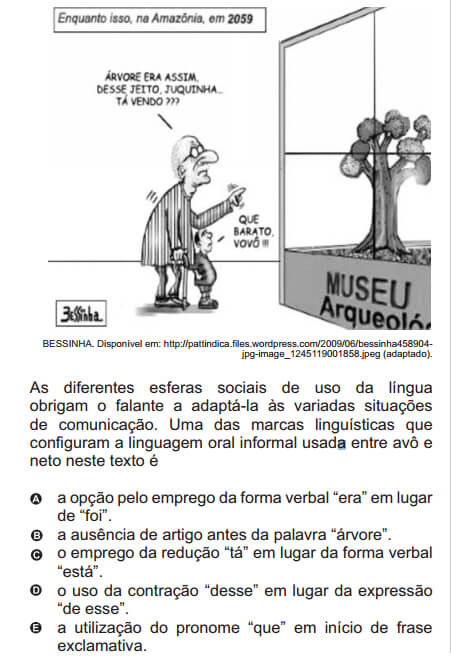 Enquanto isso, na Amazônia, em 2059
ÁRVORE ERA ASSIM,
DESSE JEITO, JUQUINHA...
TÁ VENDO ???
QUE
BARATO,
VOVÔ !!!
MUSEU
Arqueoló
Bessinha
BESSINHA. Disponível em: http://pattindica.files.wordpress.com/2009/06/bessinha458904-
jpg-image_1245119001858.jpeg (adaptado).
As diferentes esferas sociais de uso da língua
obrigam o falante a adaptá-la às variadas situações
de comunicação. Uma das marcas linguísticas que
configuram a linguagem oral informal usada entre avô e
neto neste texto é
A a opção pelo emprego da forma verbal “era” em lugar
de “foi”.
B a ausência de artigo antes da palavra “árvore”.
C o emprego da redução “tá” em lugar da forma verbal
“está”.
D o uso da contração “desse” em lugar da expressão
“de esse”.
E a utilização do pronome “que” em início de frase
exclamativa.